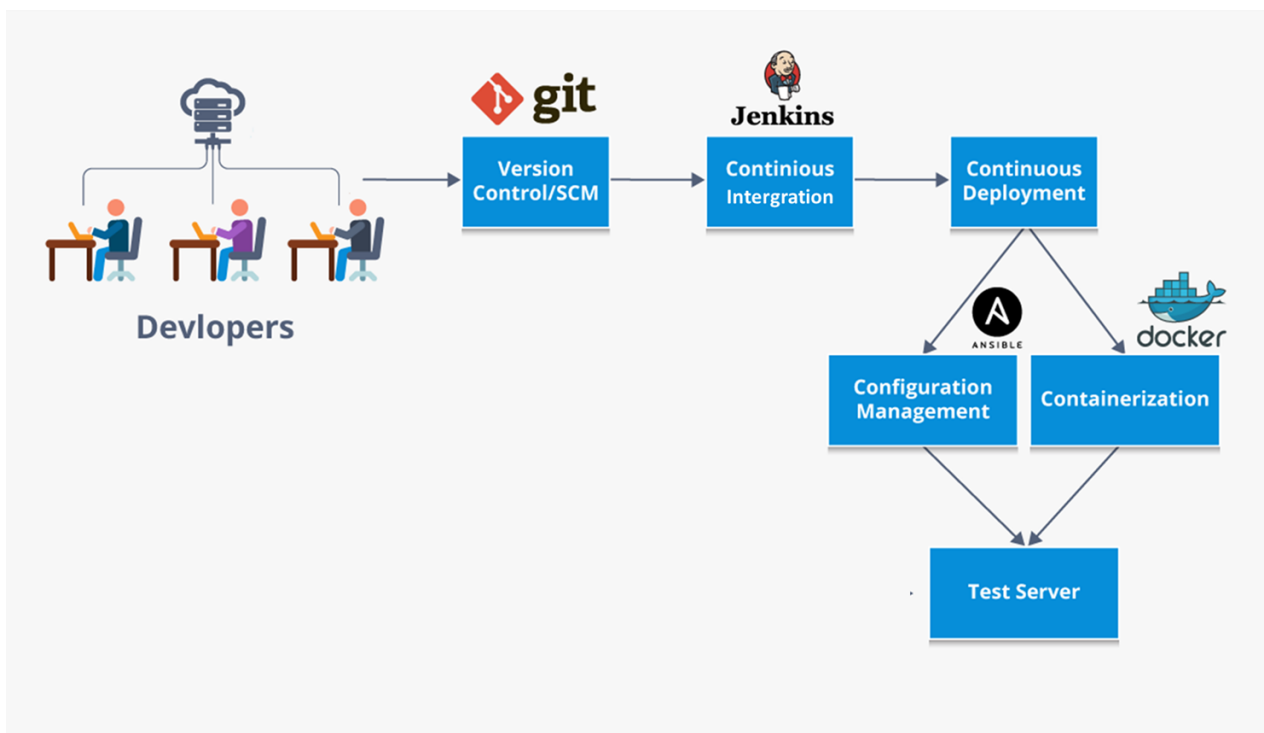 git
Jenkins
Version
Control/SCM
Continious
Intergration
Continuous
Deployment
Devlopers
ANSIBLE
docker
Configuration
Management
Containerization
Test Server